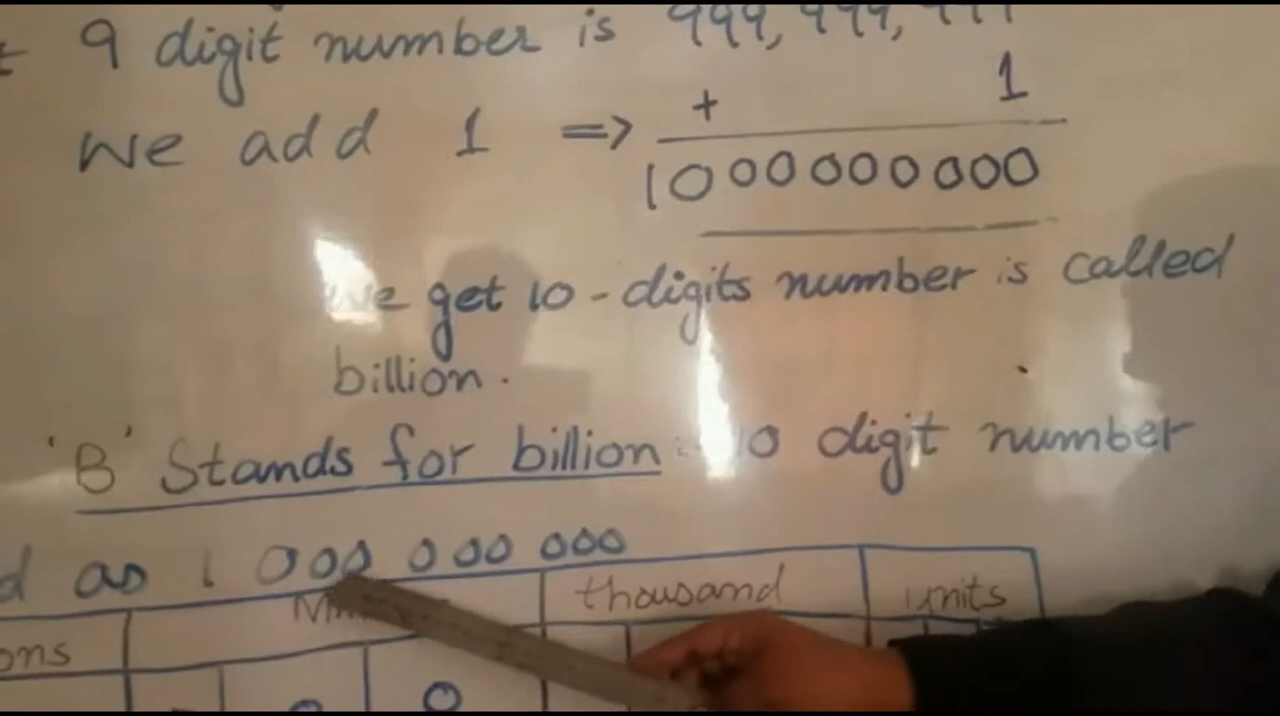 9 digit number is 999,999,999
+ 1
we add 1 =>
1000000000
We get 10-digits number is called
billion.
'B' Stands for billion: 10 digit number
d as 1 000 000 000
thousand units
ons
0